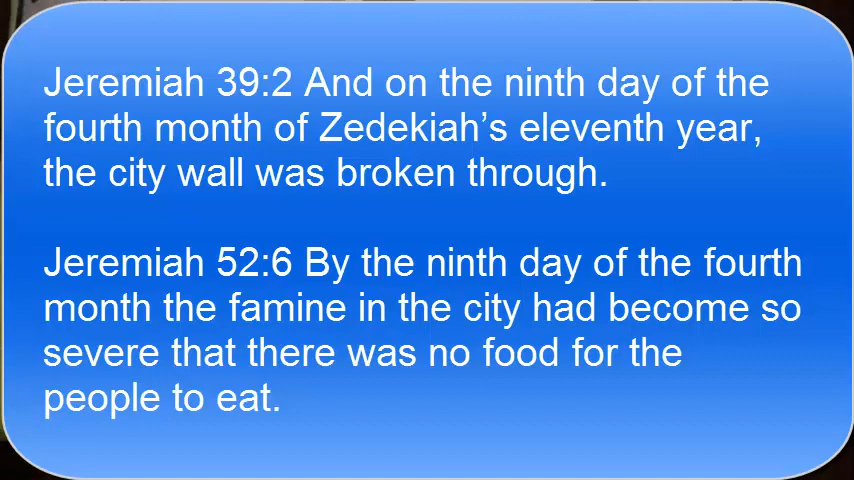 Jeremiah 39:2 And on the ninth day of the
fourth month of Zedekiah’s eleventh year,
the city wall was broken through.
Jeremiah 52:6 By the ninth day of the fourth
month the famine in the city had become so
severe that there was no food for the
people to eat.